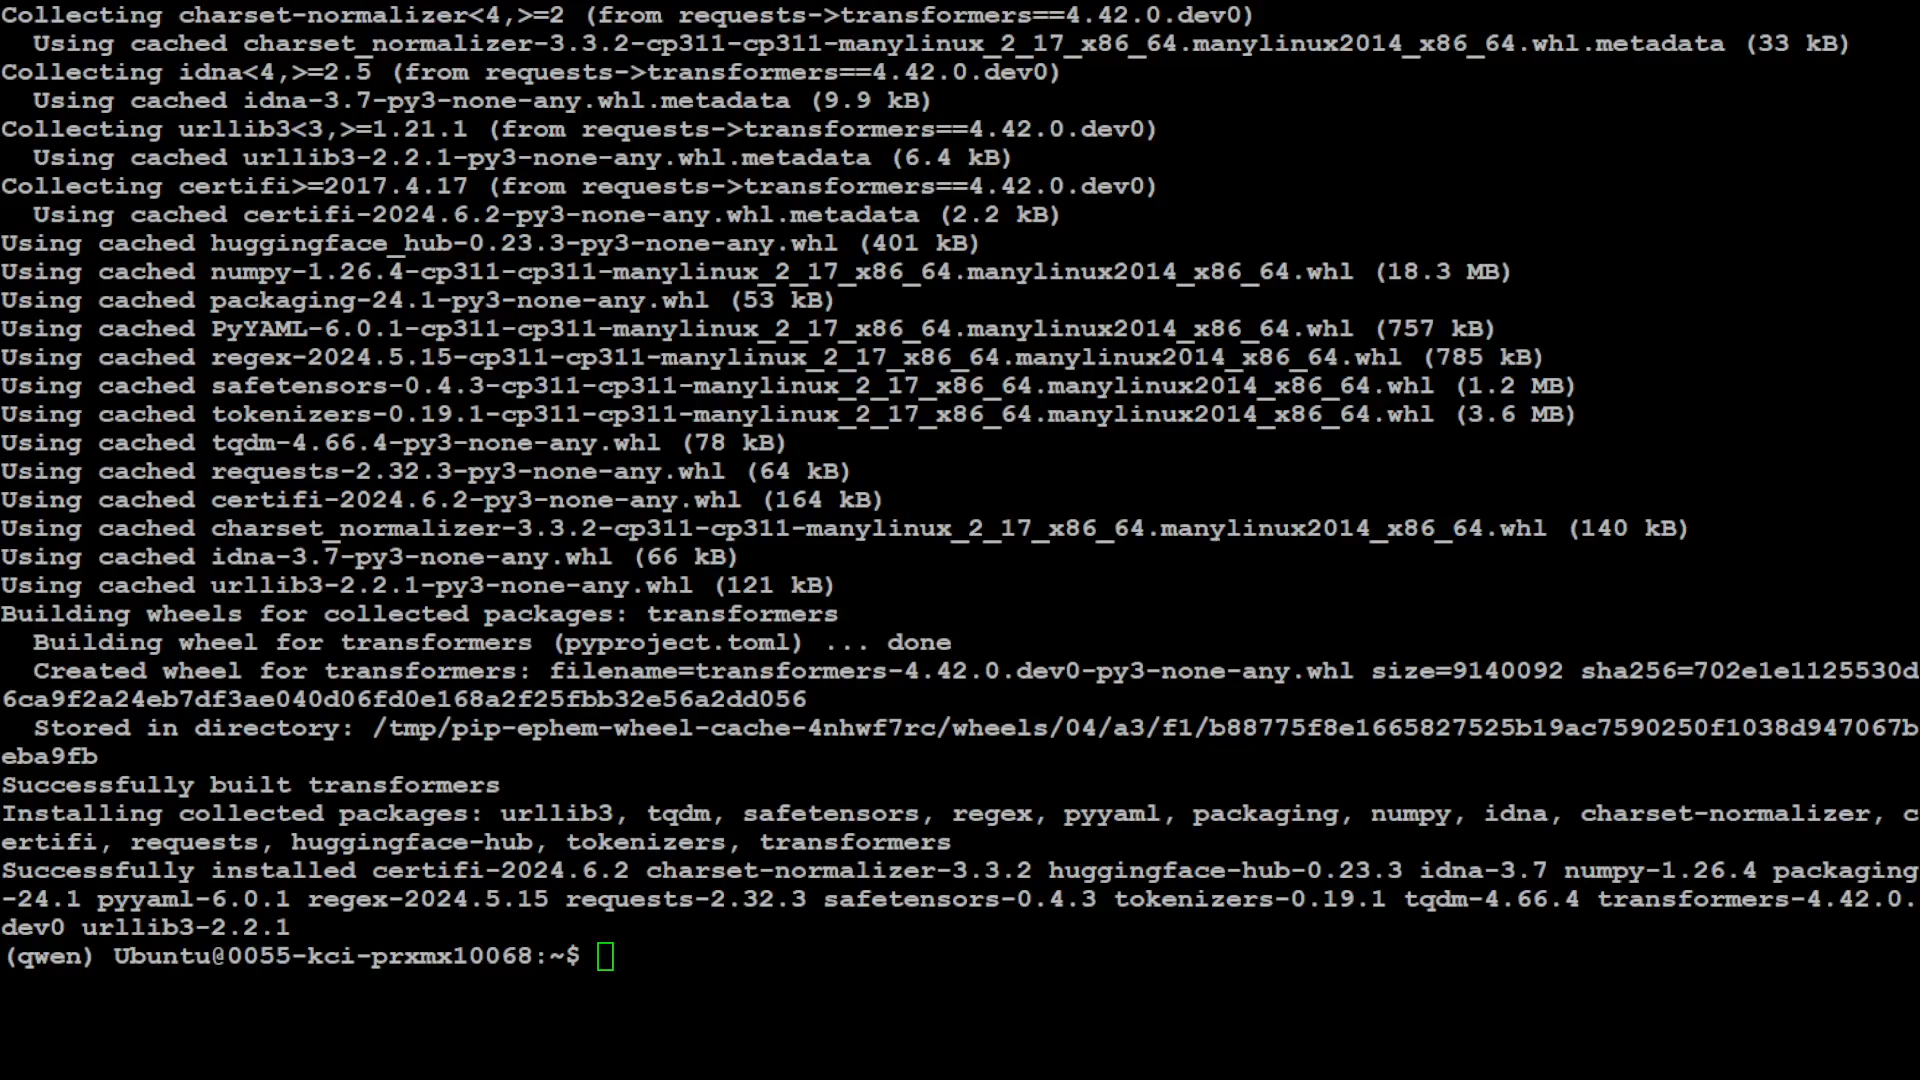 Collecting charset-normalizer<4,>=2 (from requests->transformers==4.42.0.dev0)
  Using cached charset_normalizer-3.3.2-cp311-cp311-manylinux_2_17_x86_64.manylinux2014_x86_64.whl.metadata (33 kB)
Collecting idna<4,>=2.5 (from requests->transformers==4.42.0.dev0)
  Using cached idna-3.7-py3-none-any.whl.metadata (9.9 kB)
Collecting urllib3<3,>=1.21.1 (from requests->transformers==4.42.0.dev0)
  Using cached urllib3-2.2.1-py3-none-any.whl.metadata (6.4 kB)
Collecting certifi>=2017.4.17 (from requests->transformers==4.42.0.dev0)
  Using cached certifi-2024.6.2-py3-none-any.whl.metadata (2.2 kB)
Using cached huggingface_hub-0.23.3-py3-none-any.whl (401 kB)
Using cached numpy-1.26.4-cp311-cp311-manylinux_2_17_x86_64.manylinux2014_x86_64.whl (18.3 MB)
Using cached packaging-24.1-py3-none-any.whl (53 kB)
Using cached PyYAML-6.0.1-cp311-cp311-manylinux_2_17_x86_64.manylinux2014_x86_64.whl (757 kB)
Using cached regex-2024.5.15-cp311-cp311-manylinux_2_17_x86_64.manylinux2014_x86_64.whl (785 kB)
Using cached safetensors-0.4.3-cp311-cp311-manylinux_2_17_x86_64.manylinux2014_x86_64.whl (1.2 MB)
Using cached tokenizers-0.19.1-cp311-cp311-manylinux_2_17_x86_64.manylinux2014_x86_64.whl (3.6 MB)
Using cached tqdm-4.66.4-py3-none-any.whl (78 kB)
Using cached requests-2.32.3-py3-none-any.whl (64 kB)
Using cached certifi-2024.6.2-py3-none-any.whl (164 kB)
Using cached charset_normalizer-3.3.2-cp311-cp311-manylinux_2_17_x86_64.manylinux2014_x86_64.whl (140 kB)
Using cached idna-3.7-py3-none-any.whl (66 kB)
Using cached urllib3-2.2.1-py3-none-any.whl (121 kB)
Building wheels for collected packages: transformers
  Building wheel for transformers (pyproject.toml) ... done
  Created wheel for transformers: filename=transformers-4.42.0.dev0-py3-none-any.whl size=9140092 sha256=702e1e1125530d
6ca9f2a24eb7df3ae040d06fd0e168a2f25fbb32e56a2dd056
  Stored in directory: /tmp/pip-ephem-wheel-cache-4nhwf7rc/wheels/04/a3/f1/b88775f8e1665827525b19ac7590250f1038d947067b
eba9fb
Successfully built transformers
Installing collected packages: urllib3, tqdm, safetensors, regex, pyyaml, packaging, numpy, idna, charset-normalizer, c
ertifi, requests, huggingface-hub, tokenizers, transformers
Successfully installed certifi-2024.6.2 charset-normalizer-3.3.2 huggingface-hub-0.23.3 idna-3.7 numpy-1.26.4 packaging
-24.1 pyyaml-6.0.1 regex-2024.5.15 requests-2.32.3 safetensors-0.4.3 tokenizers-0.19.1 tqdm-4.66.4 transformers-4.42.0.
dev0 urllib3-2.2.1
(qwen) Ubuntu@0055-kci-prxmx10068:~$